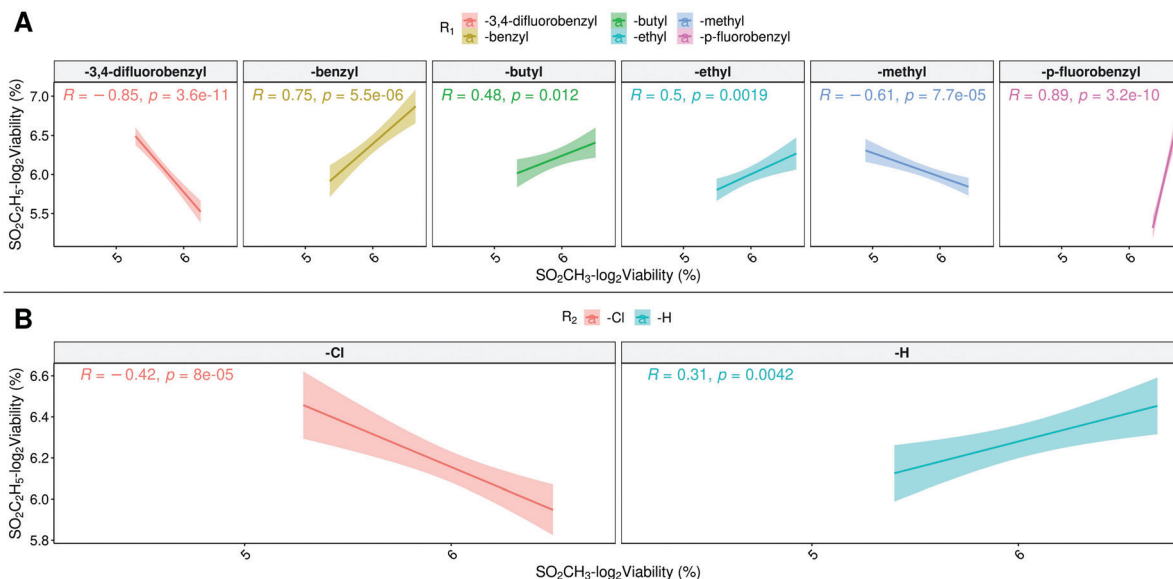 A
R₁
a -3,4-difluorobenzyl
a -butyl
a -methyl
a -benzyl
a -ethyl
a -p-fluorobenzyl
-3,4-difluorobenzyl
-benzyl
-butyl
-ethyl
-methyl
-p-fluorobenzyl
R = −0.85, p = 3.6e-11
R = 0.75, p = 5.5e-06
R = 0.48, p = 0.012
R = 0.5, p = 0.0019
R = −0.61, p = 7.7e-05
R = 0.89, p = 3.2e-10
SO₂C₂H₅-log₂Viability (%)
7.0
6.5
6.0
5.5
5
6
5
6
5
6
5
6
5
6
5
6
SO₂CH₃-log₂Viability (%)
B
R₂ a -Cl a -H
-Cl
-H
R = −0.42, p = 8e-05
R = 0.31, p = 0.0042
SO₂C₂H₅-log₂Viability (%)
6.6
6.4
6.2
6.0
5.8
5
6
5
6
SO₂CH₃-log₂Viability (%)